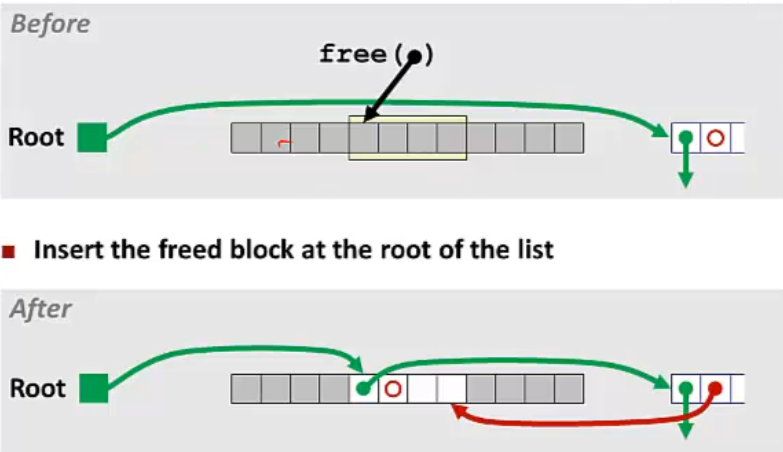 Before
free(●)
Root
Insert the freed block at the root of the list
After
Root